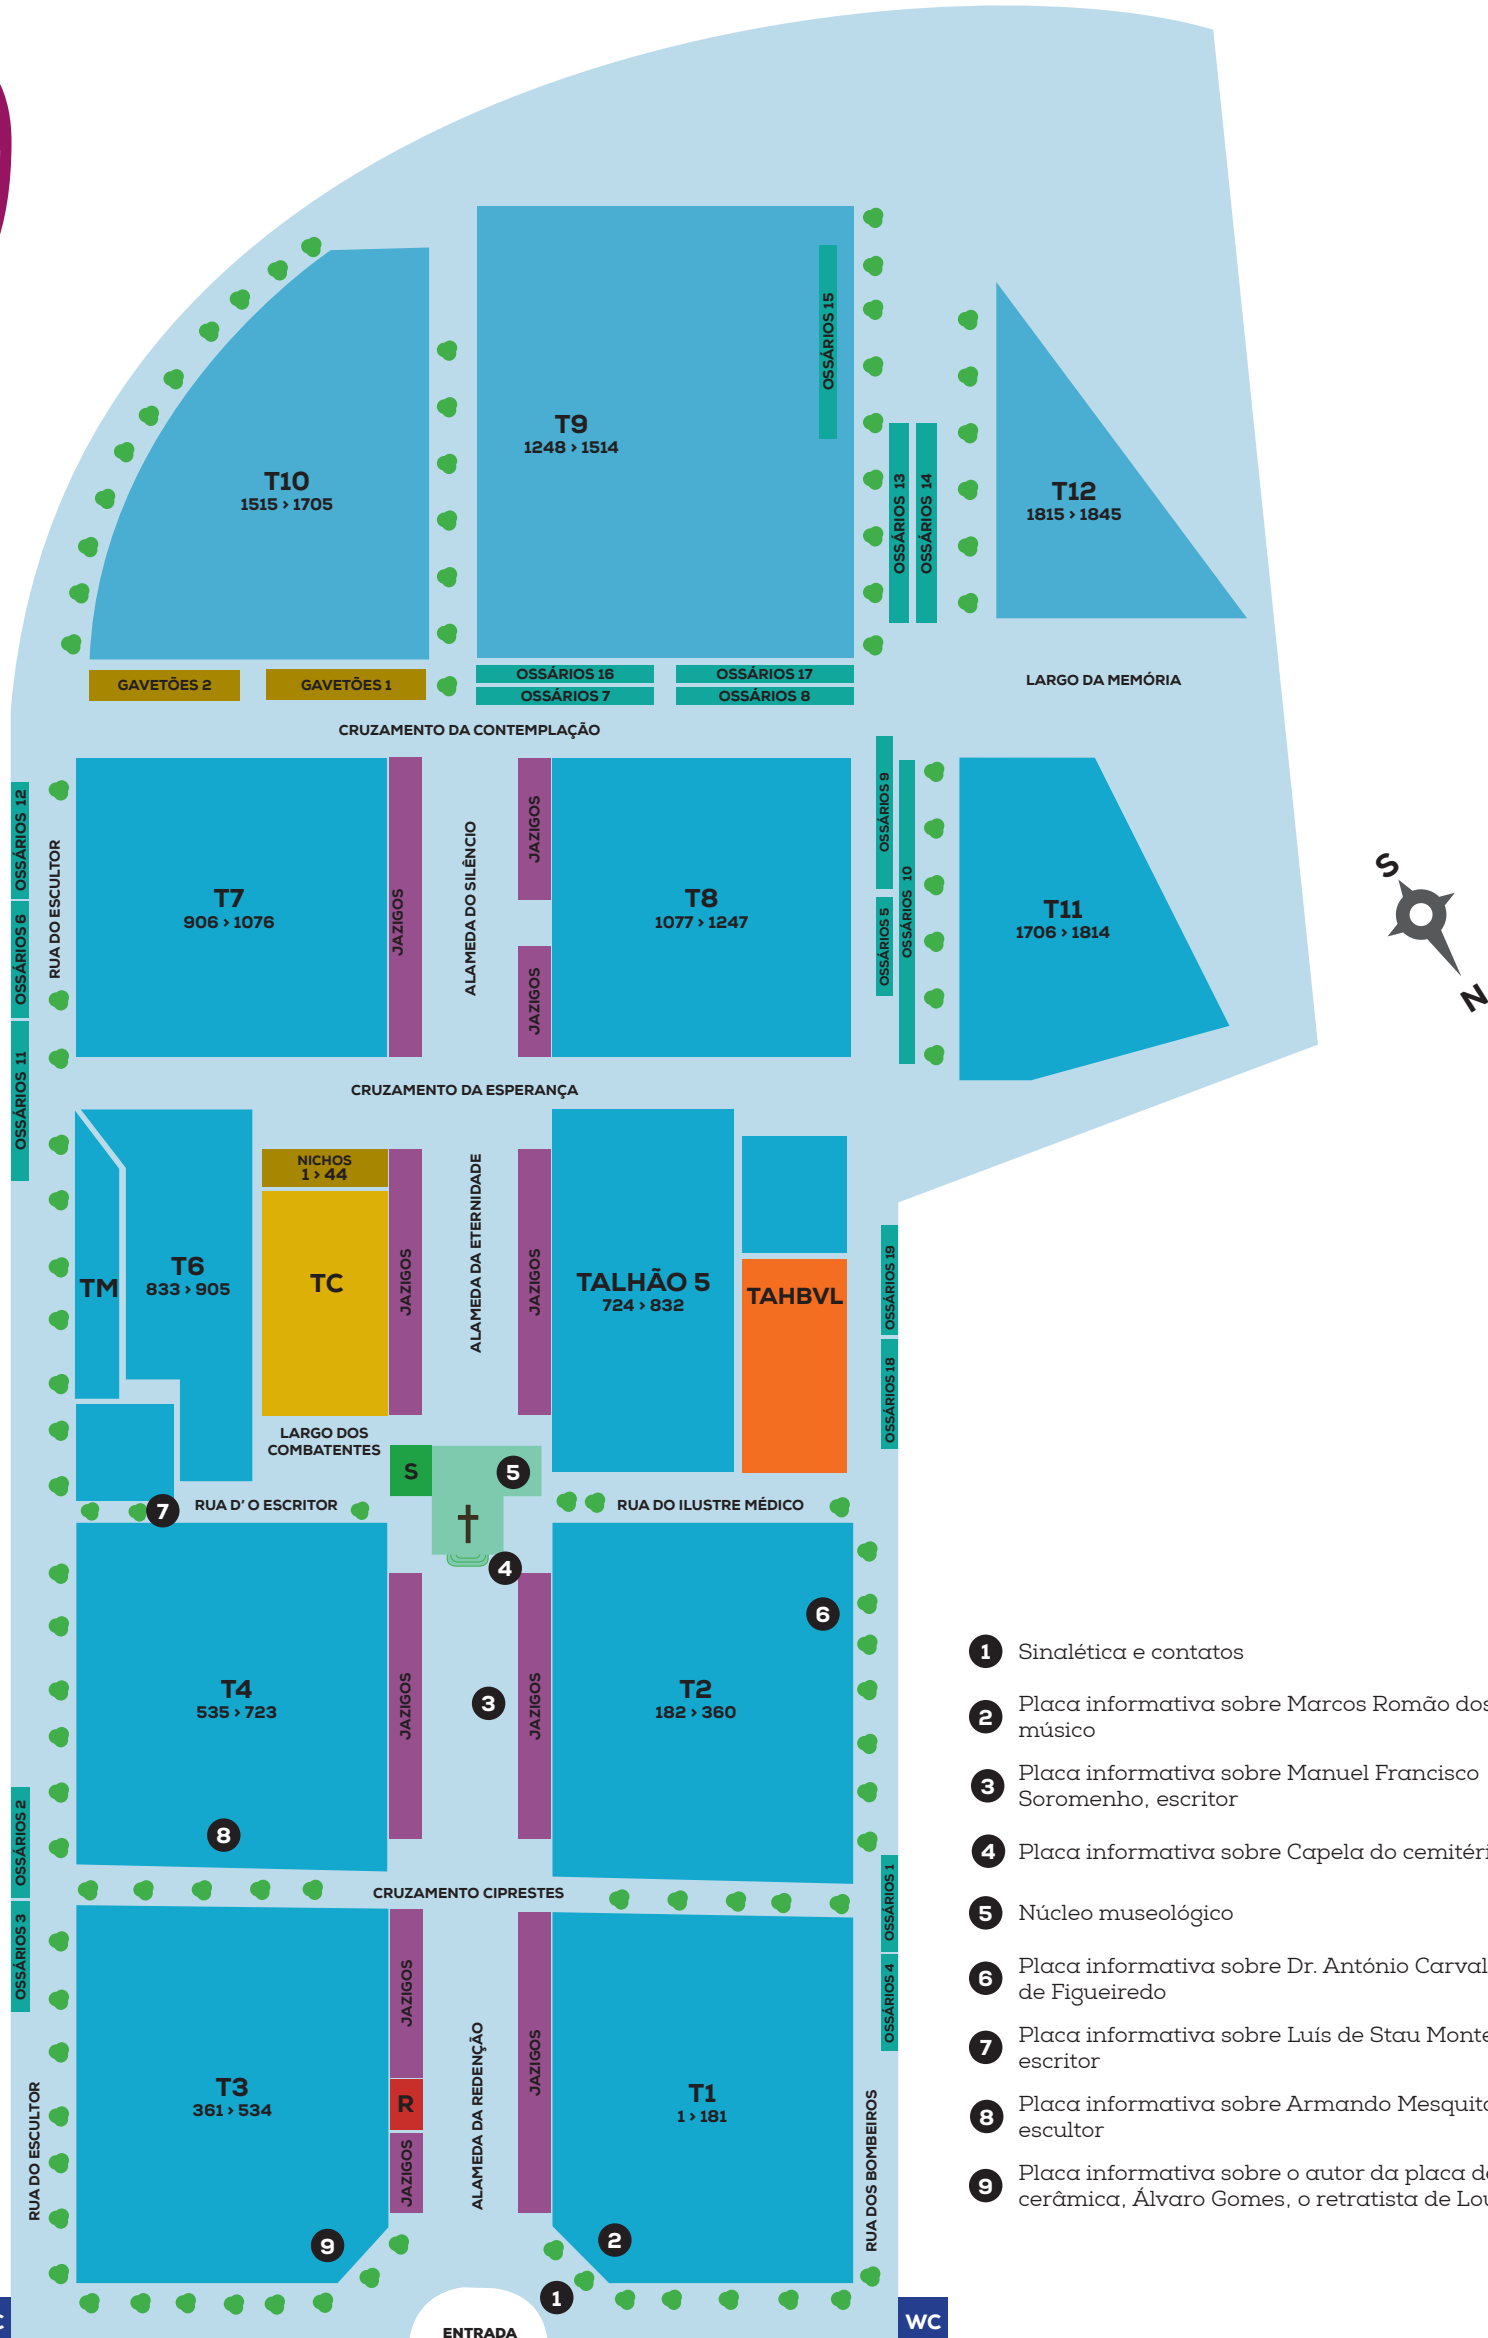 OSSÁRIOS 15
T9
1248 > 1514
T10
1515 > 1705
OSSÁRIOS 13
OSSÁRIOS 14
T12
1815 > 1845
GAVETÕES 2
GAVETÕES 1
OSSÁRIOS 16
OSSÁRIOS 17
OSSÁRIOS 7
OSSÁRIOS 8
LARGO DA MEMÓRIA
CRUZAMENTO DA CONTEMPLAÇÃO
OSSÁRIOS 12
OSSÁRIOS 6
OSSÁRIOS 11
RUA DO ESCULTOR
T7
906 > 1076
JAZIGOS
ALAMEDA DO SILÊNCIO
JAZIGOS
JAZIGOS
T8
1077 > 1247
OSSÁRIOS 9
OSSÁRIOS 5
OSSÁRIOS 10
T11
1706 > 1814
S
N
CRUZAMENTO DA ESPERANÇA
TM
T6
833 > 905
NICHOS
1 > 44
TC
JAZIGOS
ALAMEDA DA ETERNIDADE
JAZIGOS
TALHÃO 5
724 > 832
TAHBVL
OSSÁRIOS 19
OSSÁRIOS 18
LARGO DOS
COMBATENTES
S
5
7
RUA D' O ESCRITOR
RUA DO ILUSTRE MÉDICO
4
6
T4
535 > 723
JAZIGOS
3
JAZIGOS
T2
182 > 360
8
OSSÁRIOS 2
OSSÁRIOS 3
CRUZAMENTO CIPRESTES
OSSÁRIOS 1
OSSÁRIOS 4
RUA DO ESCULTOR
T3
361 > 534
JAZIGOS
R
JAZIGOS
ALAMEDA DA REDENÇÃO
JAZIGOS
T1
1 > 181
RUA DOS BOMBEIROS
9
2
1
WC
ENTRADA
1 Sinalética e contatos
2 Placa informativa sobre Marcos Romão dos
músico
3 Placa informativa sobre Manuel Francisco
Soromenho, escritor
4 Placa informativa sobre Capela do cemitéri
5 Núcleo museológico
6 Placa informativa sobre Dr. António Carval
de Figueiredo
7 Placa informativa sobre Luís de Stau Monte
escritor
8 Placa informativa sobre Armando Mesquita
escultor
9 Placa informativa sobre o autor da placa de
cerâmica, Álvaro Gomes, o retratista de Lou